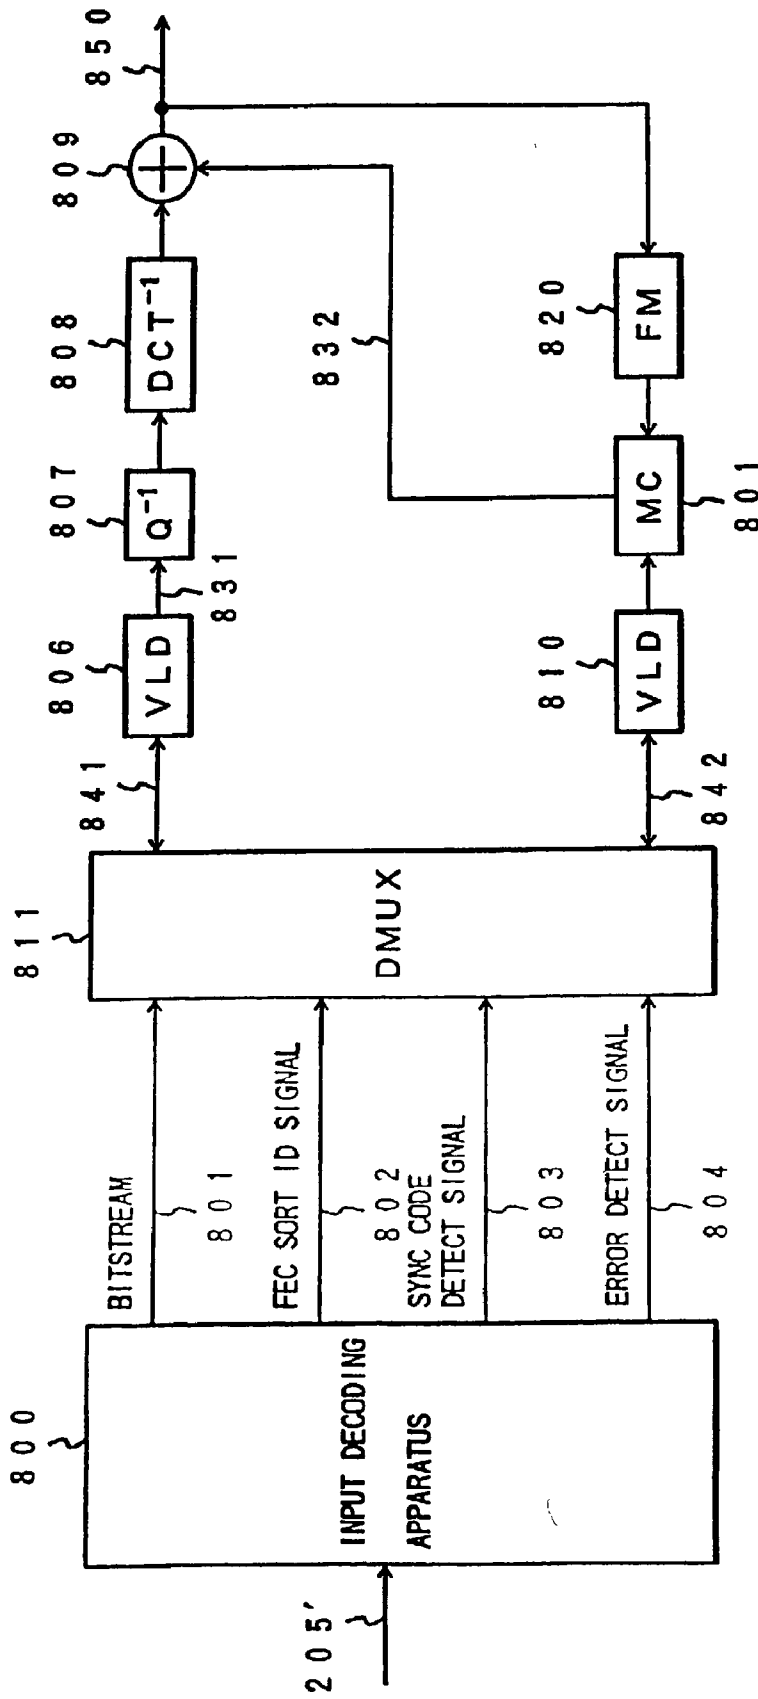 205′
800
INPUT DECODING
APPARATUS
BITSTREAM
801
FEC SORT ID SIGNAL
802
SYNC CODE
DETECT SIGNAL
803
ERROR DETECT SIGNAL
804
811
DMUX
841
842
806
VLD
831
807
Q⁻¹
808
DCT⁻¹
809
850
832
810
VLD
MC
801
820
FM